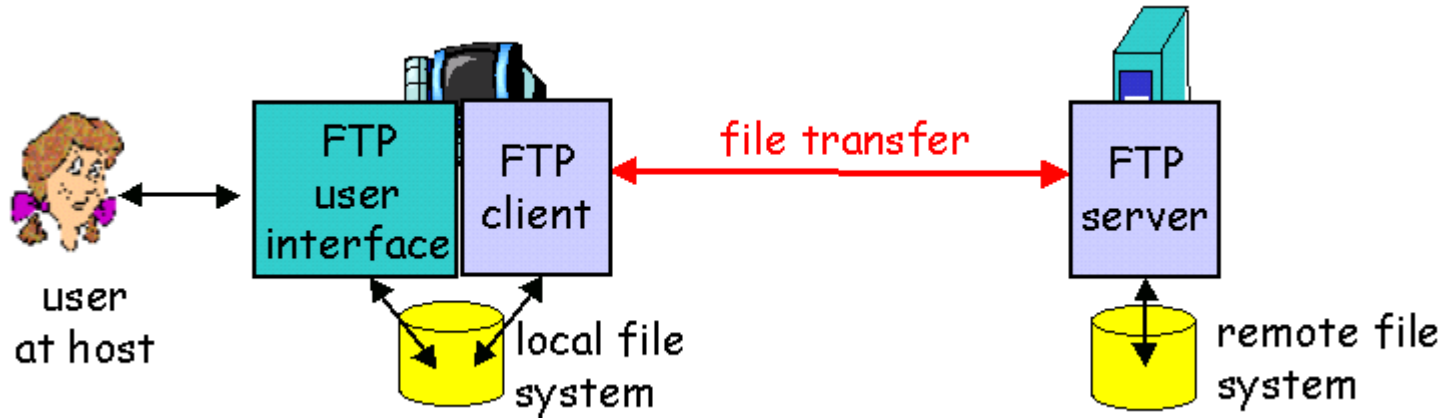 FTP
user
interface
FTP
client
file transfer
FTP
server
user
at host
local file
system
remote file
system